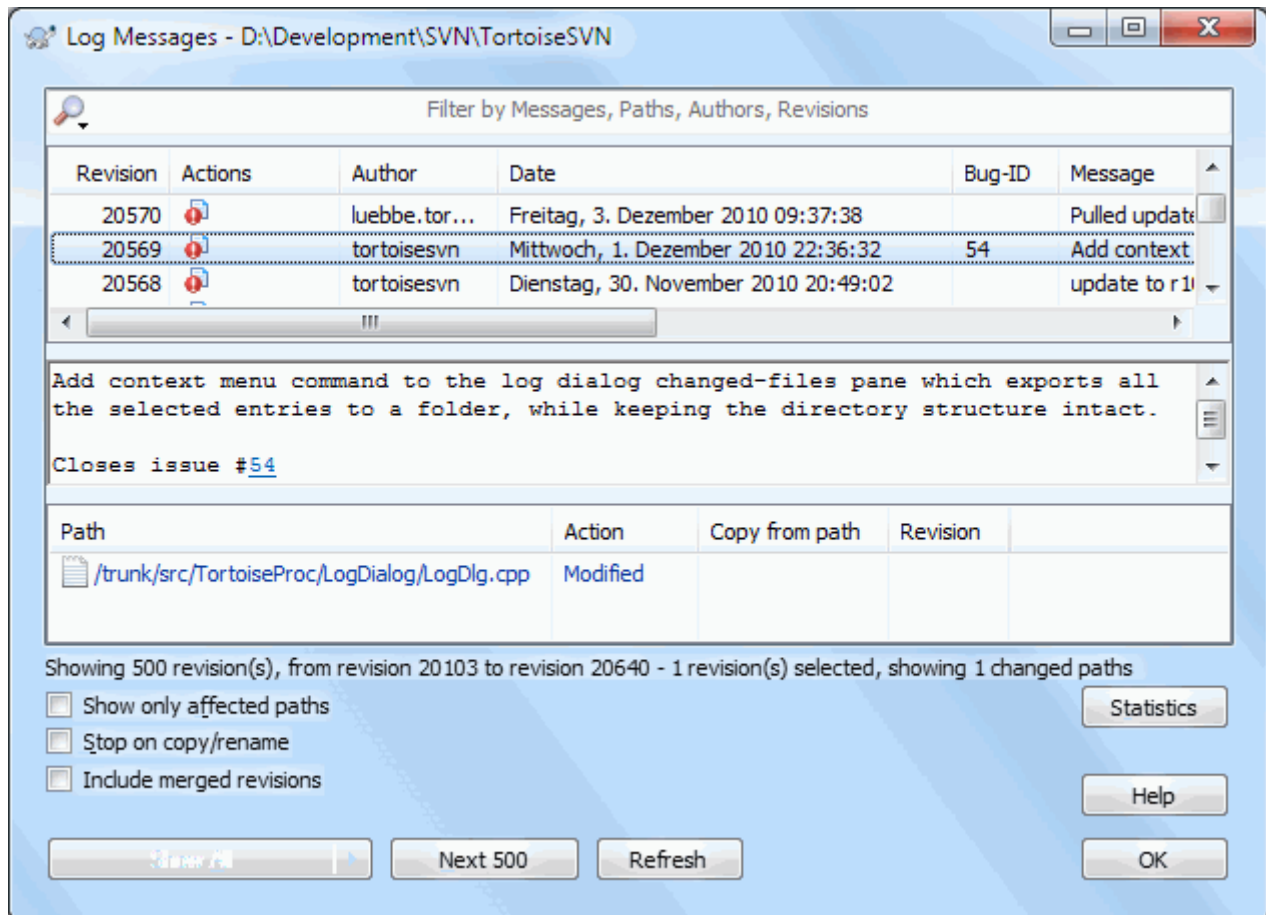 Log Messages - D:\Development\SVN\TortoiseSVN
Filter by Messages, Paths, Authors, Revisions
Revision Actions Author Date Bug-ID Message
20570 luebbe.tor... Freitag, 3. Dezember 2010 09:37:38 Pulled update
20569 tortoisesvn Mittwoch, 1. Dezember 2010 22:36:32 54 Add context
20568 tortoisesvn Dienstag, 30. November 2010 20:49:02 update to
Add context menu command to the log dialog changed-files pane which exports all
the selected entries to a folder, while keeping the directory structure intact.
Closes issue #54
Path Action Copy from path Revision
/trunk/src/TortoiseProc/LogDialog/LogDlg.cpp Modified
Showing 500 revision(s), from revision 20103 to revision 20640 - 1 revision(s) selected, showing 1 changed paths
Show only affected paths
Statistics
Stop on copy/rename
Include merged revisions
Help
Show All Next 500 Refresh OK